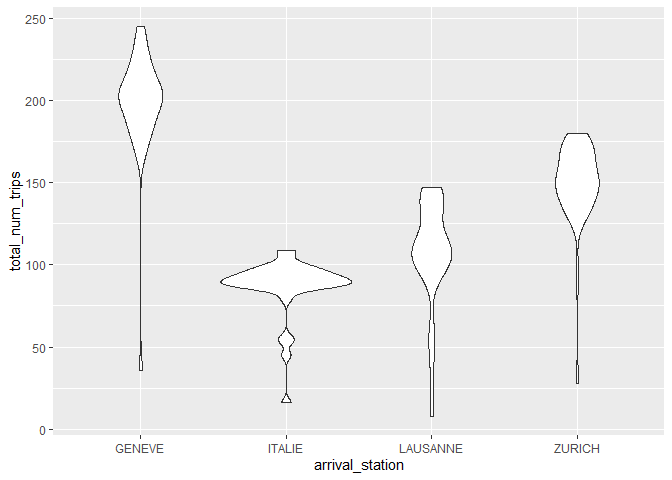 250
200
150
100
50
0
total_num_trips
GENEVE ITALIE LAUSANNE ZURICH
arrival_station